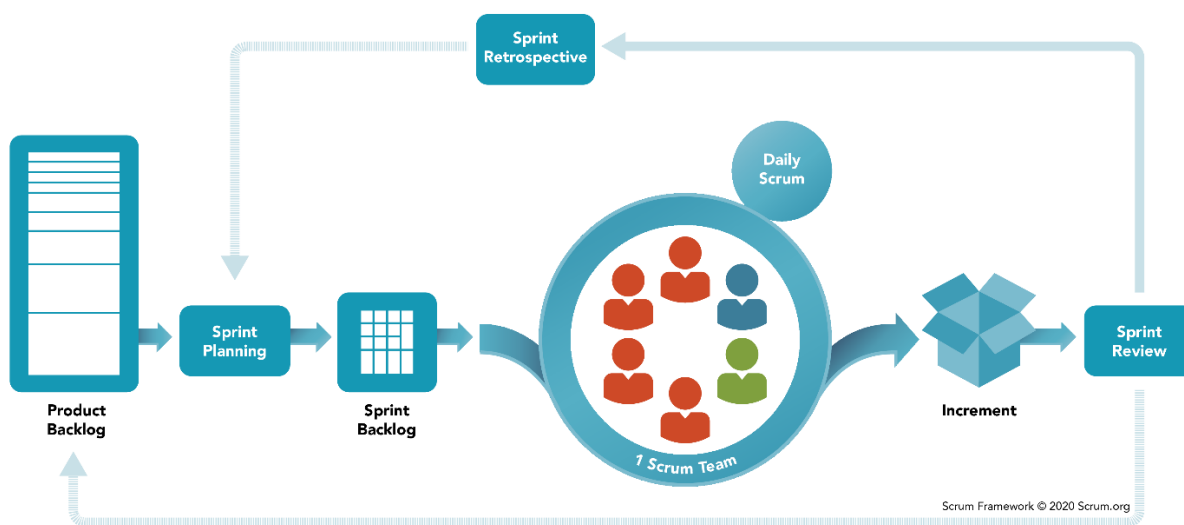 Sprint
Retrospective
Daily
Scrum
Sprint
Planning
Sprint
Review
Product
Backlog
Sprint
Backlog
Increment
1 Scrum Team
Scrum Framework © 2020 Scrum.org